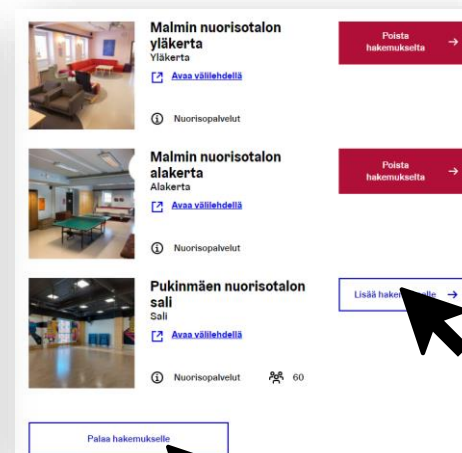 Malmin nuorisotalon
yläkerta
Yläkerta
Avaa välilehdellä
Nuorisopalvelut
Poista
hakemukselta
Malmin nuorisotalon
alakerta
Alakerta
Avaa välilehdellä
Nuorisopalvelut
Poista
hakemukselta
Pukinmäen nuorisotalon
sali
Sali
Avaa välilehdellä
Nuorisopalvelut 60
Lisää hakemukselle
Palaa hakemukselle